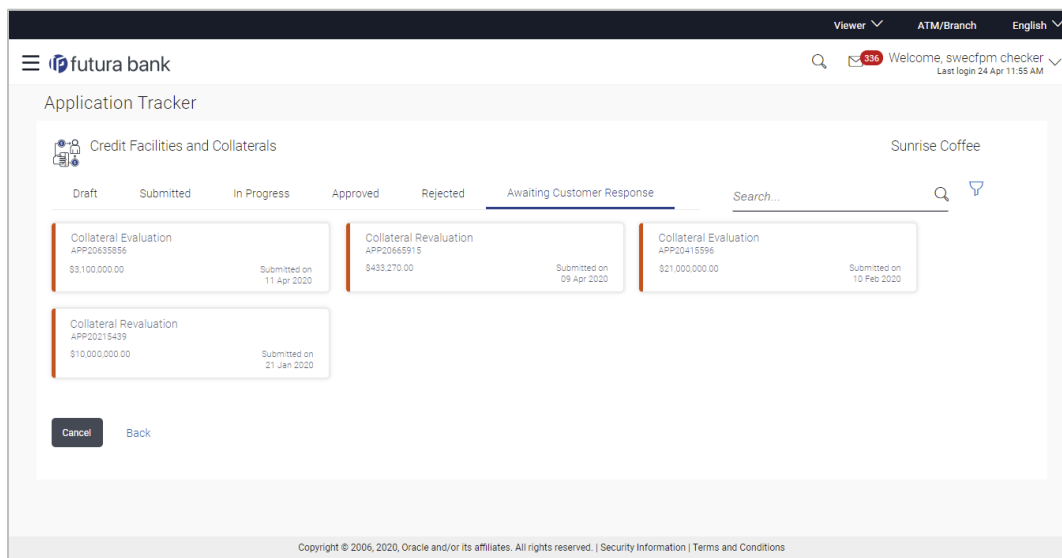 Viewer ATM/Branch English
futura bank
336 Welcome, swecfpm checker
Last login 24 Apr 11:55 AM
Application Tracker
Credit Facilities and Collaterals Sunrise Coffee
Draft Submitted In Progress Approved Rejected Awaiting Customer Response Search...
Collateral Evaluation
APP20635856
$3,100,000.00 Submitted on
11 Apr 2020
Collateral Revaluation
APP20665915
$433,270.00 Submitted on
09 Apr 2020
Collateral Evaluation
APP20415596
$21,000,000.00 Submitted on
10 Feb 2020
Collateral Revaluation
APP20215439
$10,000,000.00 Submitted on
21 Jan 2020
Cancel Back
Copyright © 2006, 2020, Oracle and/or its affiliates. All rights reserved. | Security Information | Terms and Conditions